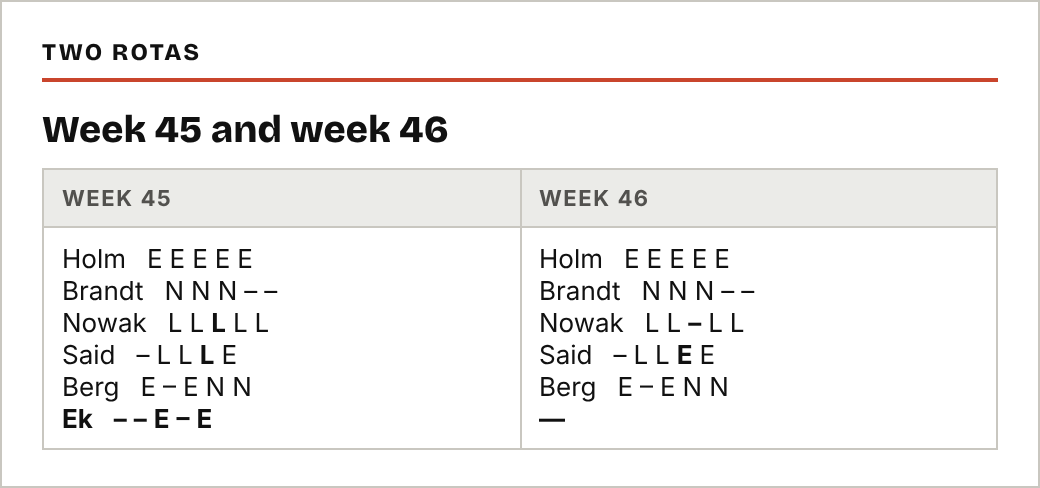 TWO ROTAS
Week 45 and week 46
WEEK 45
Holm E E E E E
Brandt N N N – –
Nowak L L L L L
Said – L L L E
Berg E – E N N
Ek – – E – E
WEEK 46
Holm E E E E E
Brandt N N N – –
Nowak L L – L L
Said – L L E E
Berg E – E N N
—